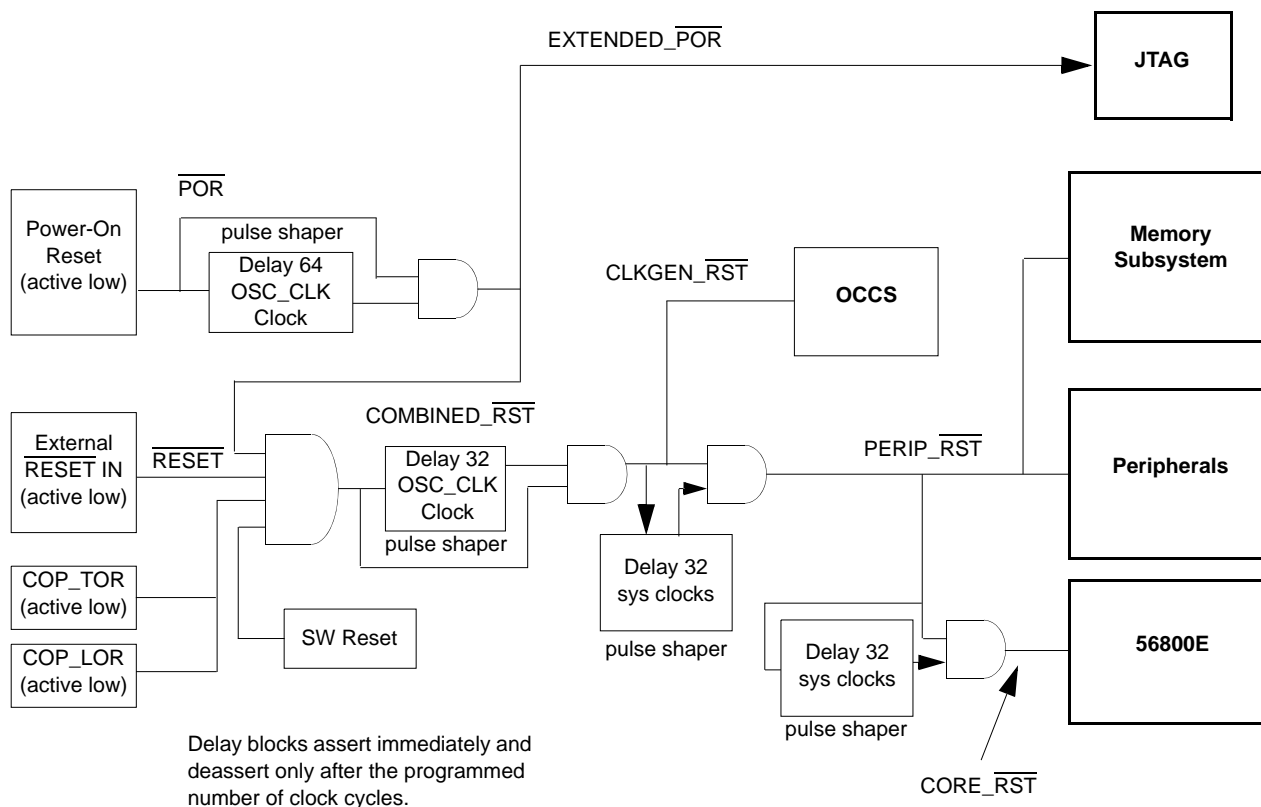 EXTENDED_POR
JTAG
POR
Power-On
Reset
(active low)
pulse shaper
Delay 64
OSC_CLK
Clock
CLKGEN_RST
OCCS
Memory
Subsystem
External
RESET IN
(active low)
RESET
COMBINED_RST
Delay 32
OSC_CLK
Clock
pulse shaper
PERIP_RST
Peripherals
COP_TOR
(active low)
SW Reset
Delay 32
sys clocks
pulse shaper
COP_LOR
(active low)
Delay 32
sys clocks
pulse shaper
56800E
CORE_RST
Delay blocks assert immediately and
deassert only after the programmed
number of clock cycles.